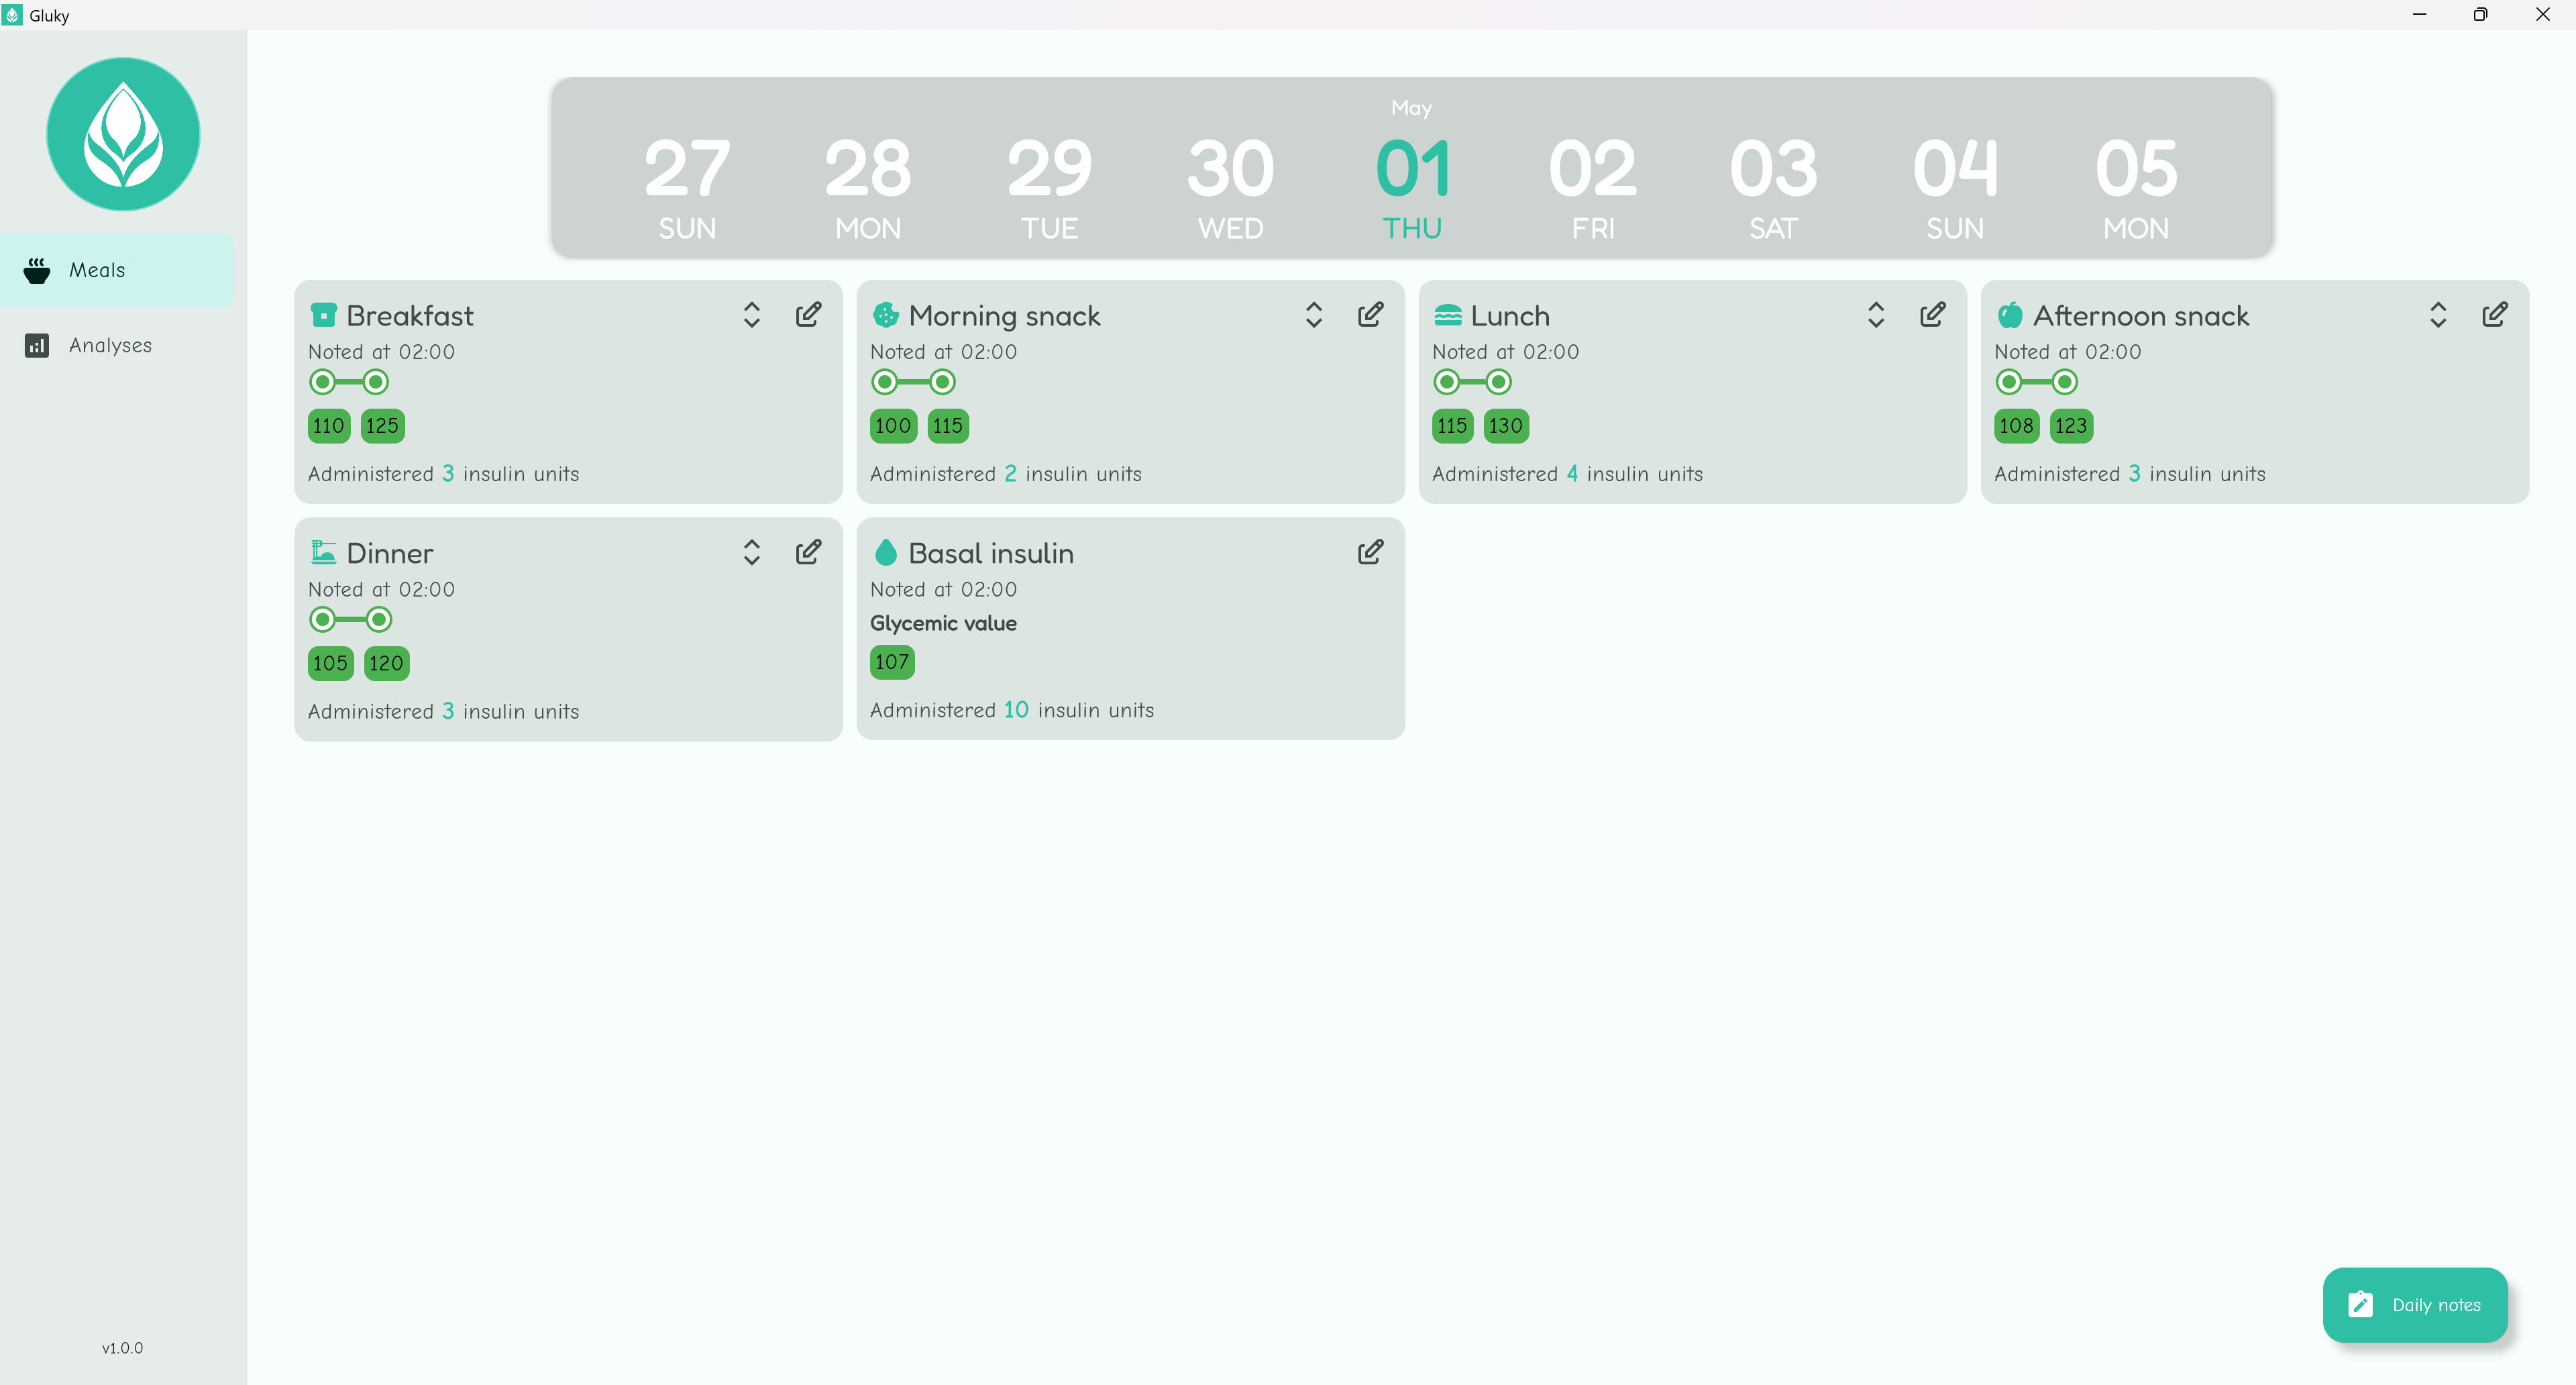 Gluky
May
27 28 29 30 01 02 03 04 05
SUN MON TUE WED THU FRI SAT SUN MON
Meals
Analyses
Breakfast
Noted at 02:00
110 125
Administered 3 insulin units
Morning snack
Noted at 02:00
100 115
Administered 2 insulin units
Lunch
Noted at 02:00
115 130
Administered 4 insulin units
Afternoon snack
Noted at 02:00
108 123
Administered 3 insulin units
Dinner
Noted at 02:00
105 120
Administered 3 insulin units
Basal insulin
Noted at 02:00
Glycemic value
107
Administered 10 insulin units
Daily notes
v1.0.0